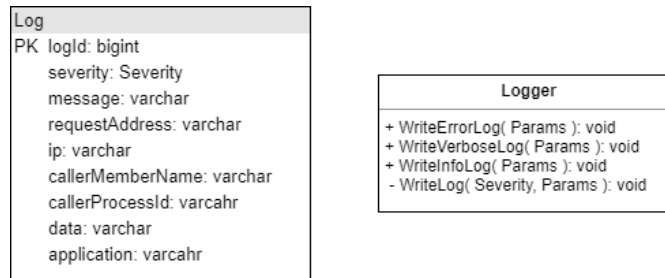 Log
PK logId: bigint
severity: Severity
message: varchar
requestAddress: varchar
ip: varchar
callerMemberName: varchar
callerProcessId: varcahr
data: varchar
application: varcahr
Logger
+ WriteErrorLog( Params ): void
+ WriteVerboseLog( Params ): void
+ WriteInfoLog( Params ): void
- WriteLog( Severity, Params ): void